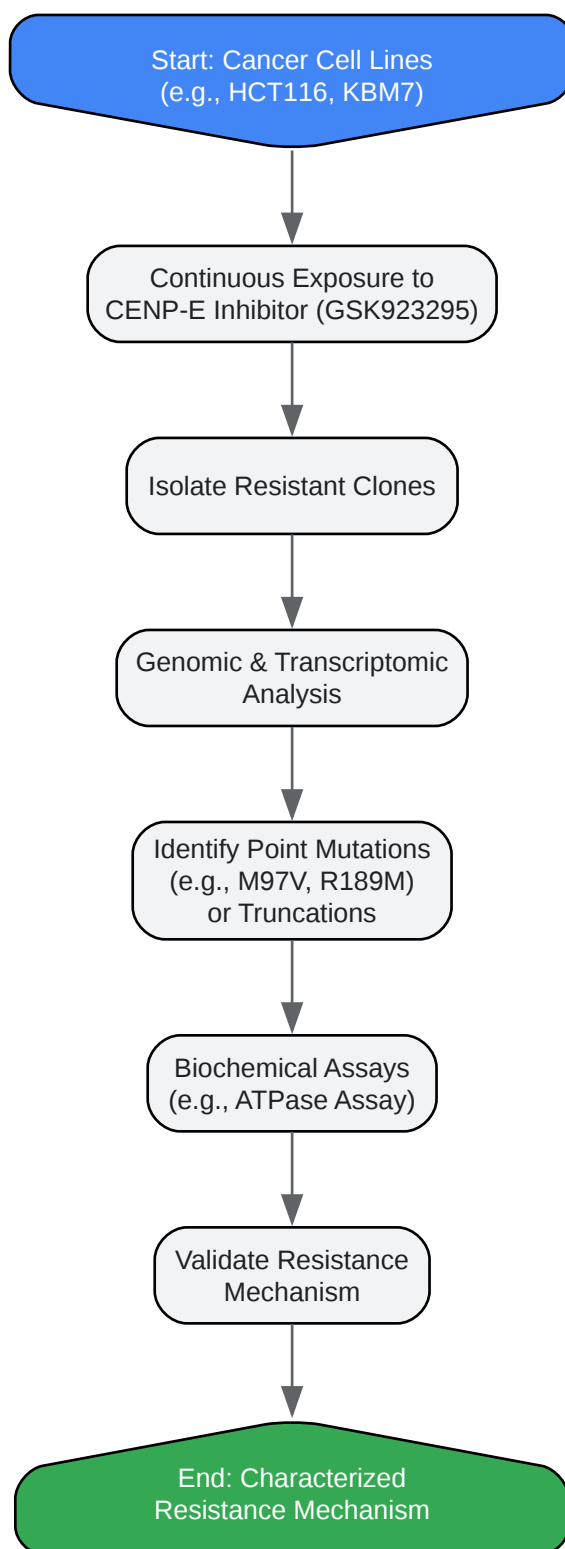 Start: Cancer Cell Lines
(e.g., HCT116, KBM7)
Continuous Exposure to
CENP-E Inhibitor (GSK923295)
Isolate Resistant Clones
Genomic & Transcriptomic
Analysis
Identify Point Mutations
(e.g., M97V, R189M)
or Truncations
Biochemical Assays
(e.g., ATPase Assay)
Validate Resistance
Mechanism
End: Characterized
Resistance Mechanism